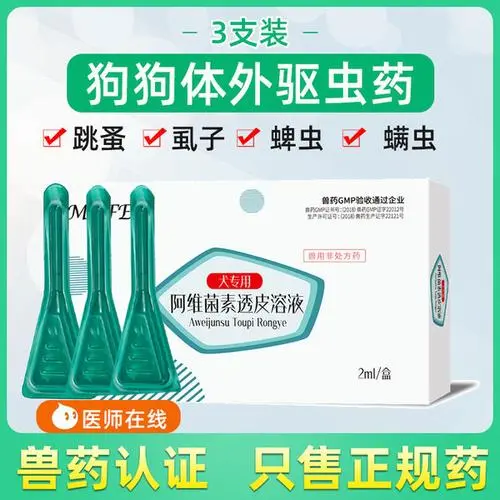 3支装
狗狗体外驱虫药
跳蚤 虱子 蜱虫 螨虫
兽药GMP验收通过企业
兽药GMP证书号:(2018)兽药GMP证字22012号
生产许可证号:(2018)兽药生产证字22121号
兽用非处方药
犬专用
阿维菌素透皮溶液
Aweijunsu Toupi Rongye
2ml/盒
医师在线
兽药认证 只售正规药